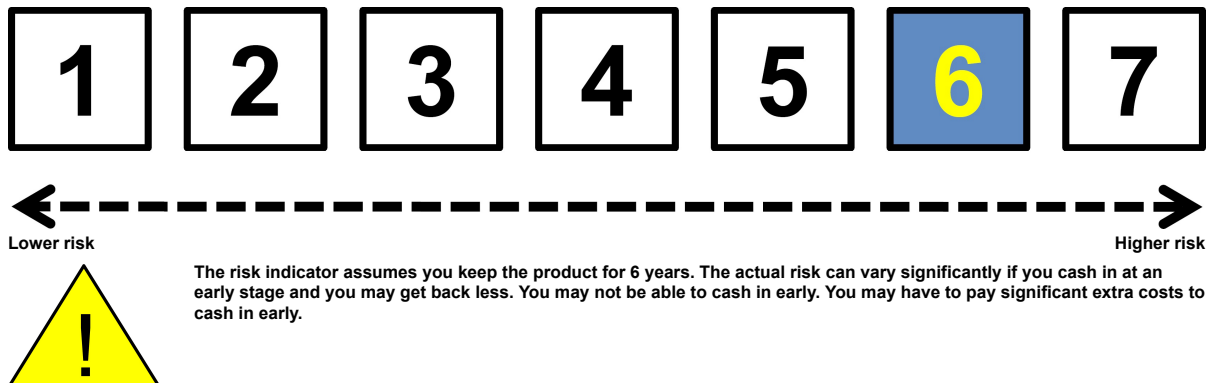 1 2 3 4 5 6 7
Lower risk Higher risk
The risk indicator assumes you keep the product for 6 years. The actual risk can vary significantly if you cash in at an
early stage and you may get back less. You may not be able to cash in early. You may have to pay significant extra costs to
cash in early.
!